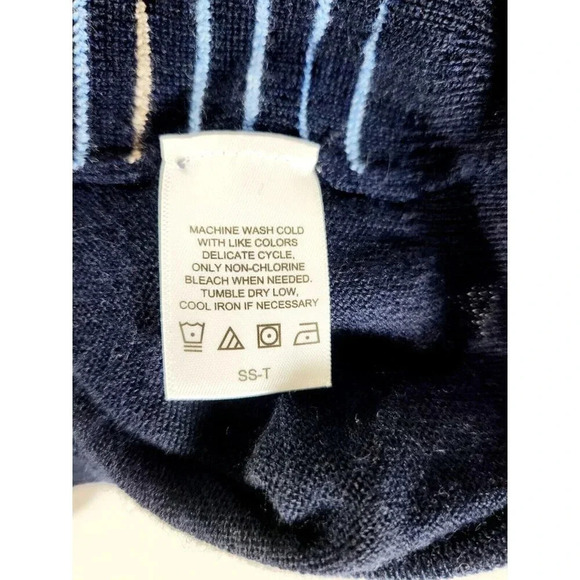 MACHINE WASH COLD
WITH LIKE COLORS
DELICATE CYCLE,
ONLY NON-CHLORINE
BLEACH WHEN NEEDED.
TUMBLE DRY LOW,
COOL IRON IF NECESSARY
SS-T